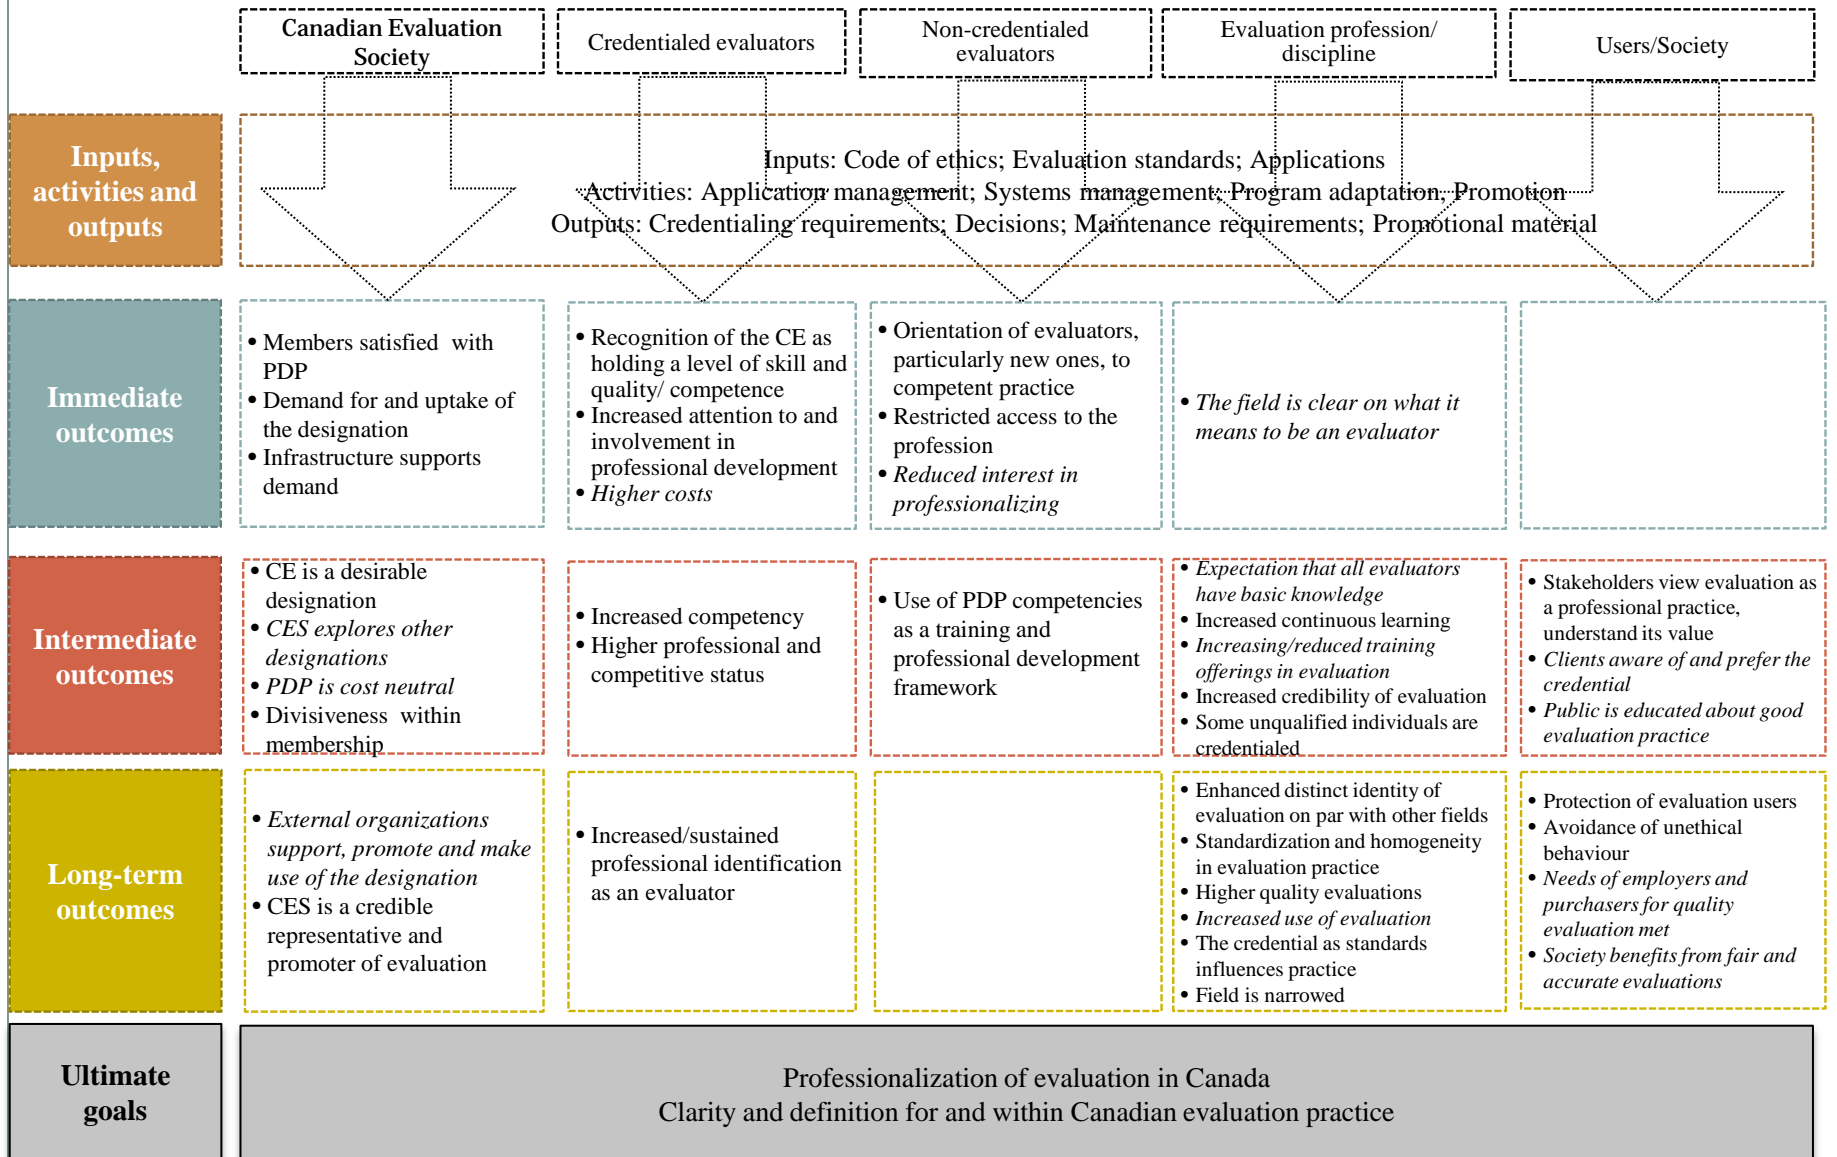 Canadian Evaluation
Society
Credentialed evaluators
Non-credentialed
evaluators
Evaluation profession/
discipline
Users/Society
Inputs,
activities and
outputs
Inputs: Code of ethics; Evaluation standards; Applications
Activities: Application management; Systems management; Program adaptation; Promotion
Outputs: Credentialing requirements; Decisions; Maintenance requirements; Promotional material
Immediate
outcomes
• Members satisfied with
PDP
• Demand for and uptake of
the designation
• Infrastructure supports
demand
• Recognition of the CE as
holding a level of skill and
quality/ competence
• Increased attention to and
involvement in
professional development
• Higher costs
• Orientation of evaluators,
particularly new ones, to
competent practice
• Restricted access to the
profession
• Reduced interest in
professionalizing
• The field is clear on what it
means to be an evaluator
Intermediate
outcomes
• CE is a desirable
designation
• CES explores other
designations
• PDP is cost neutral
• Divisiveness within
membership
• Increased competency
• Higher professional and
competitive status
• Use of PDP competencies
as a training and
professional development
framework
• Expectation that all evaluators
have basic knowledge
• Increased continuous learning
• Increasing/reduced training
offerings in evaluation
• Increased credibility of evaluation
• Some unqualified individuals are
credentialed
• Stakeholders view evaluation as
a professional practice,
understand its value
• Clients aware of and prefer the
credential
• Public is educated about good
evaluation practice
Long-term
outcomes
• External organizations
support, promote and make
use of the designation
• CES is a credible
representative and
promoter of evaluation
• Increased/sustained
professional identification
as an evaluator
• Enhanced distinct identity of
evaluation on par with other fields
• Standardization and homogeneity
in evaluation practice
• Higher quality evaluations
• Increased use of evaluation
• The credential as standards
influences practice
• Field is narrowed
• Protection of evaluation users
• Avoidance of unethical
behaviour
• Needs of employers and
purchasers for quality
evaluation met
• Society benefits from fair and
accurate evaluations
Ultimate
goals
Professionalization of evaluation in Canada
Clarity and definition for and within Canadian evaluation practice